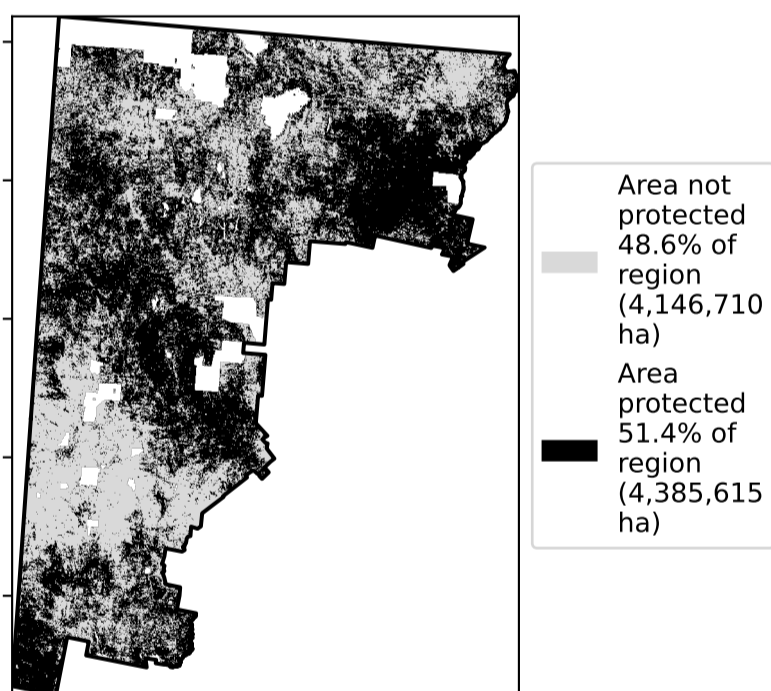 Area not
protected
48.6% of
region
(4,146,710
ha)
Area
protected
51.4% of
region
(4,385,615
ha)